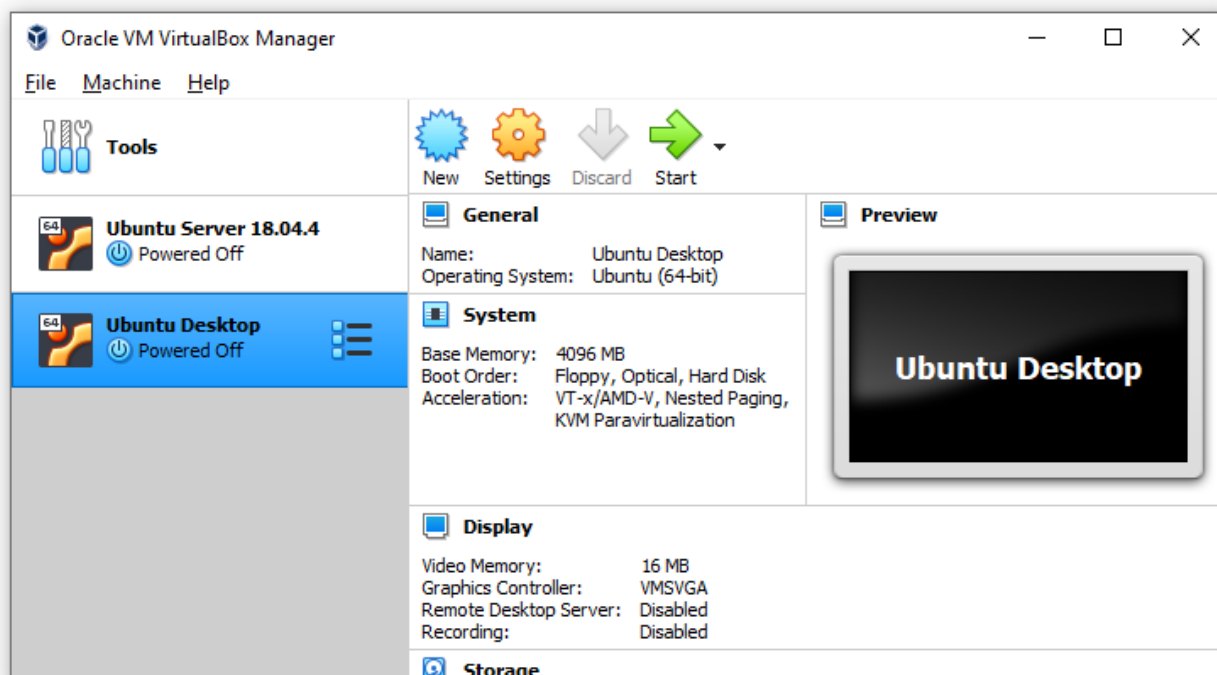 Oracle VM VirtualBox Manager
File Machine Help
Tools
New Settings Discard Start
64 Ubuntu Server 18.04.4
Powered Off
64 Ubuntu Desktop
Powered Off
General
Name: Ubuntu Desktop
Operating System: Ubuntu (64-bit)
System
Base Memory: 4096 MB
Boot Order: Floppy, Optical, Hard Disk
Acceleration: VT-x/AMD-V, Nested Paging,
KVM Paravirtualization
Preview
Ubuntu Desktop
Display
Video Memory: 16 MB
Graphics Controller: VMSVGA
Remote Desktop Server: Disabled
Recording: Disabled
Storage